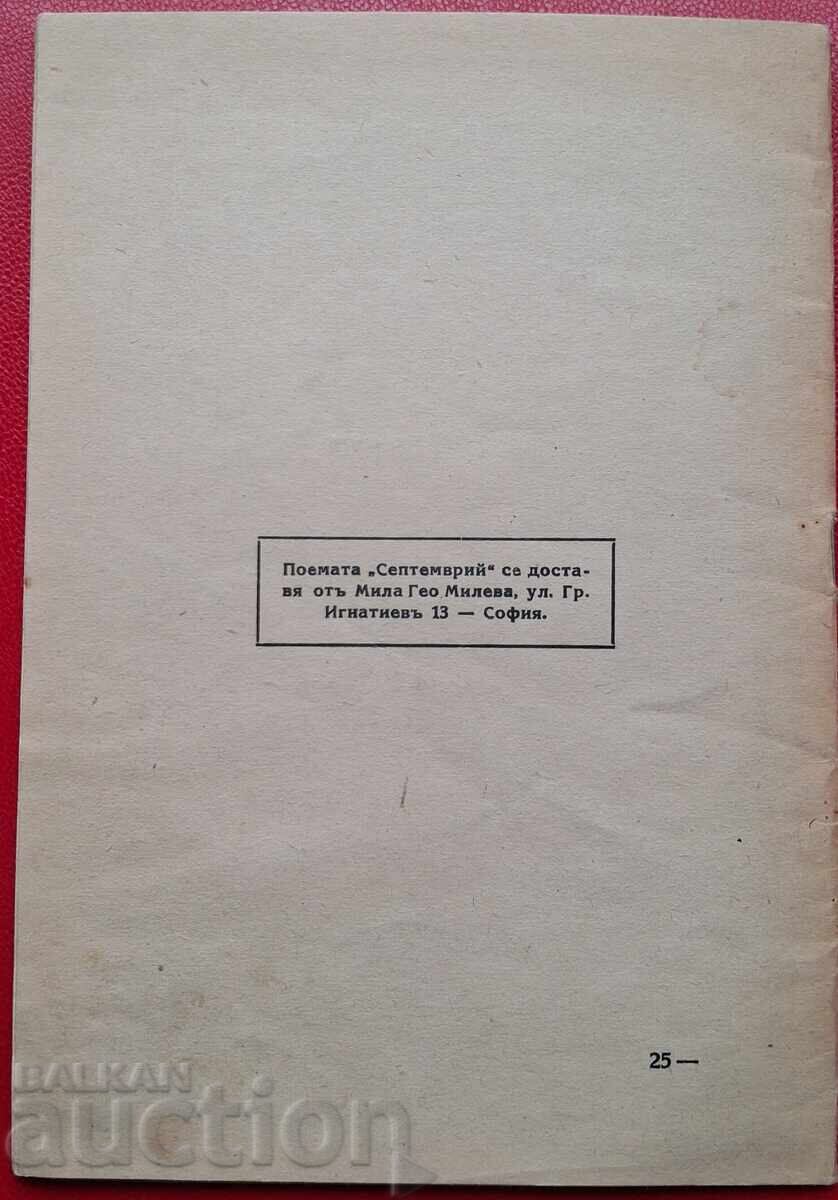 Поемата „Септемврий“ се доста-
вя отъ Мила Гео Милева, ул. Гр.
Игнатиевъ 13 — София.
25 —
BALKAN
auction